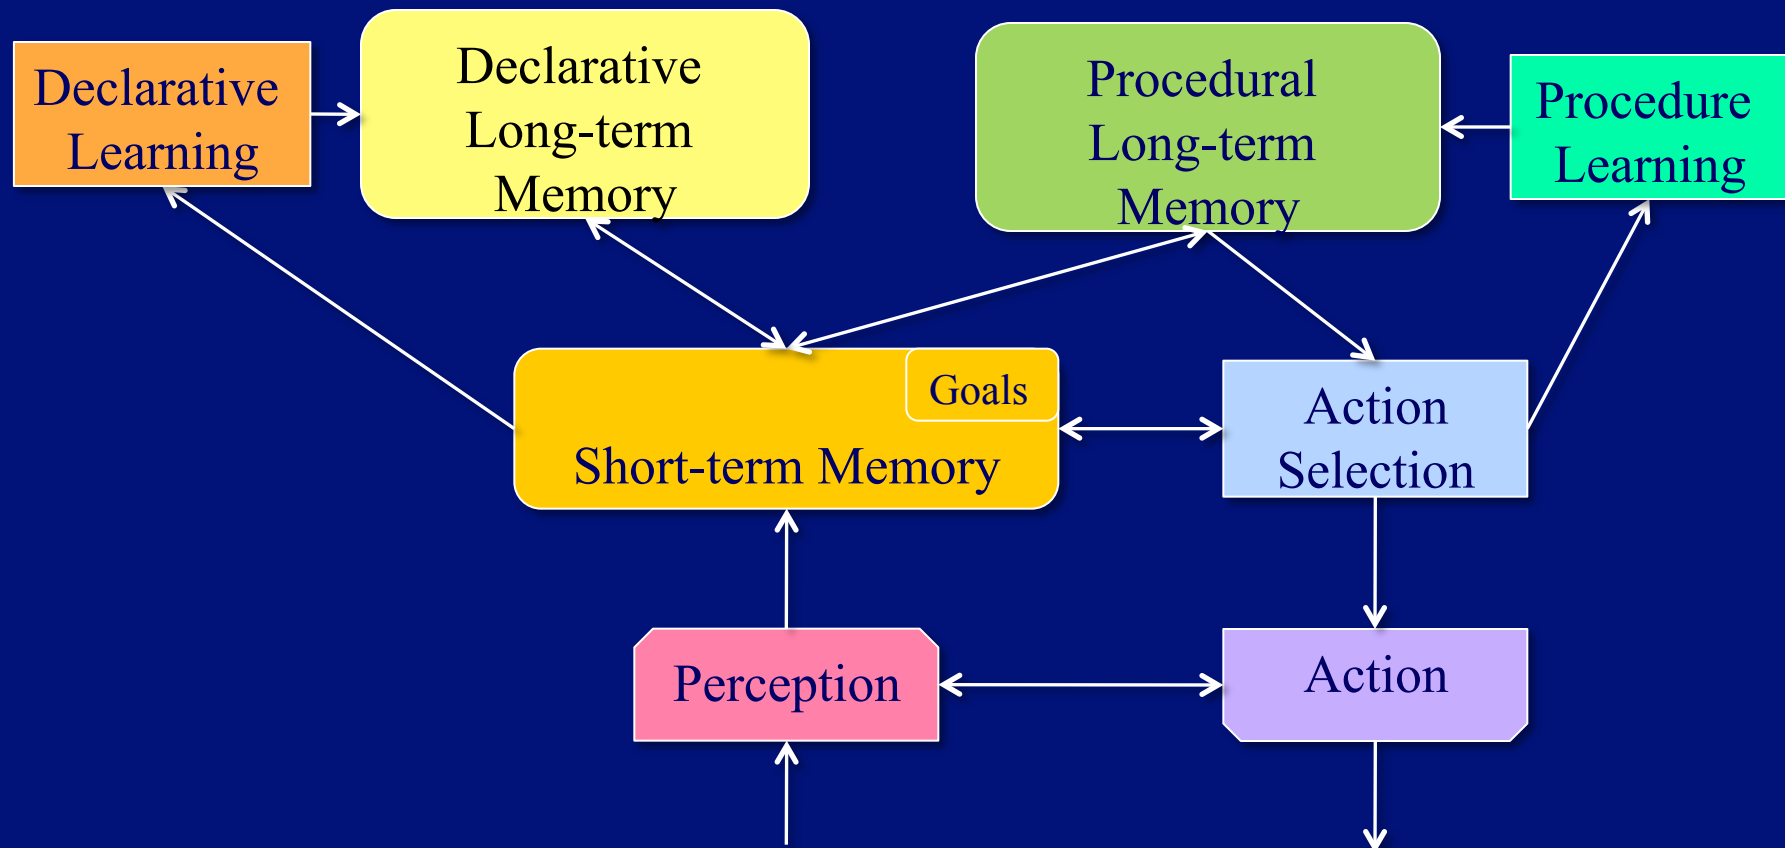 Declarative
Learning
Declarative
Long-term
Memory
Procedural
Long-term
Memory
Procedure
Learning
Goals
Short-term Memory
Action
Selection
Perception
Action